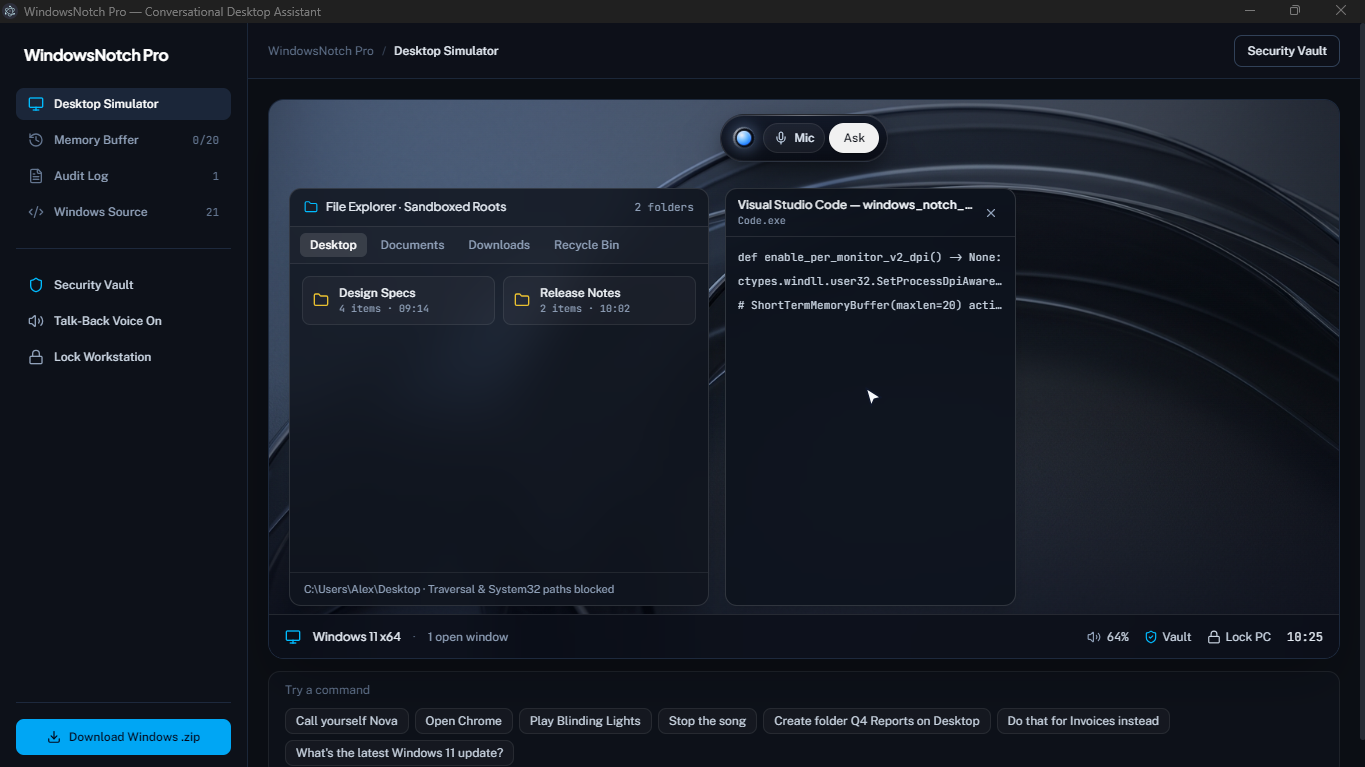 WindowsNotch Pro — Conversational Desktop Assistant
WindowsNotch Pro
Desktop Simulator
Memory Buffer 0/20
Audit Log 1
Windows Source 21
Security Vault
Talk-Back Voice On
Lock Workstation
Download Windows .zip
WindowsNotch Pro / Desktop Simulator
Security Vault
Mic
Ask
File Explorer · Sandboxed Roots
2 folders
Desktop Documents Downloads Recycle Bin
Design Specs
4 items · 09:14
Release Notes
2 items · 10:02
C:\Users\Alex\Desktop · Traversal & System32 paths blocked
Visual Studio Code — windows_notch_...
Code.exe
def enable_per_monitor_v2_dpi() → None:
ctypes.windll.user32.SetProcessDpiAware…
# ShortTermMemoryBuffer(maxlen=20) acti…
Windows 11 x64 · 1 open window
64% Vault Lock PC 10:25
Try a command
Call yourself Nova
Open Chrome
Play Blinding Lights
Stop the song
Create folder Q4 Reports on Desktop
Do that for Invoices instead
What's the latest Windows 11 update?